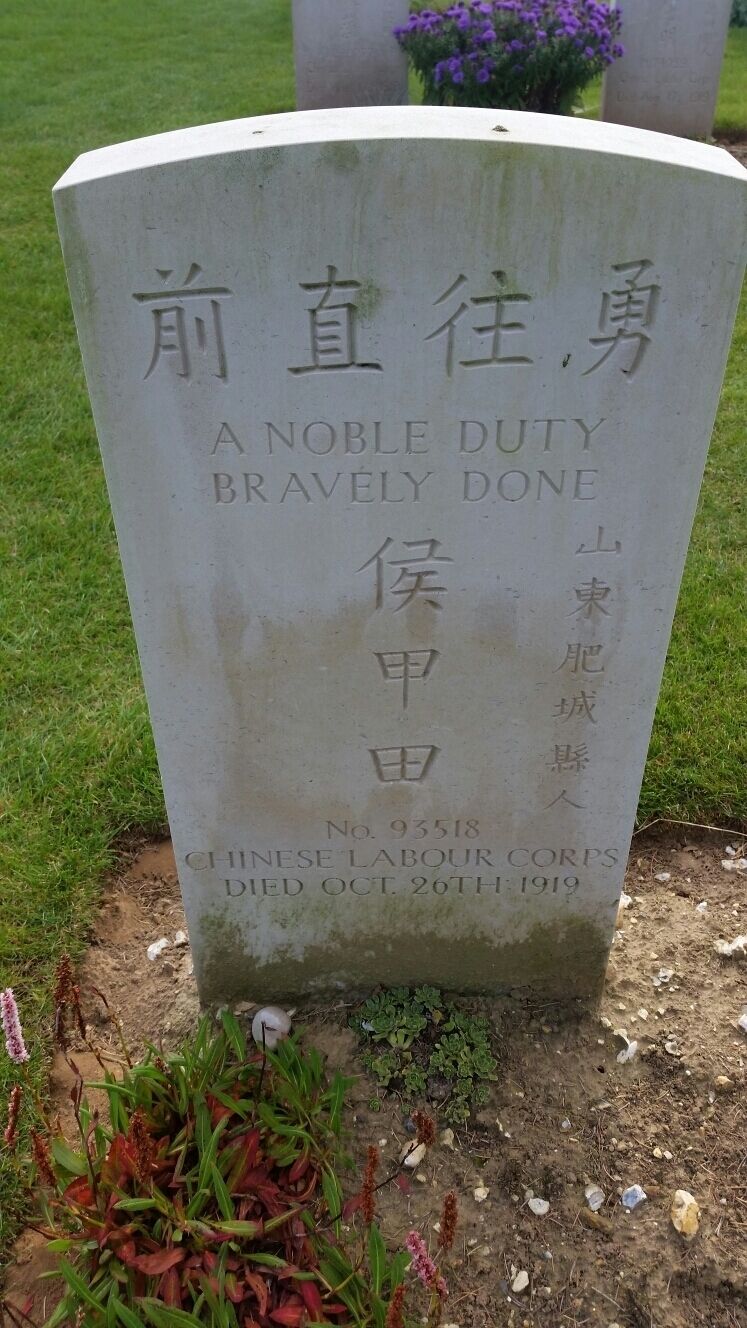 勇往直前
A NOBLE DUTY
BRAVELY DONE
山東肥城縣人
侯甲田
No. 93518
CHINESE LABOUR CORPS
DIED OCT. 26TH 1919